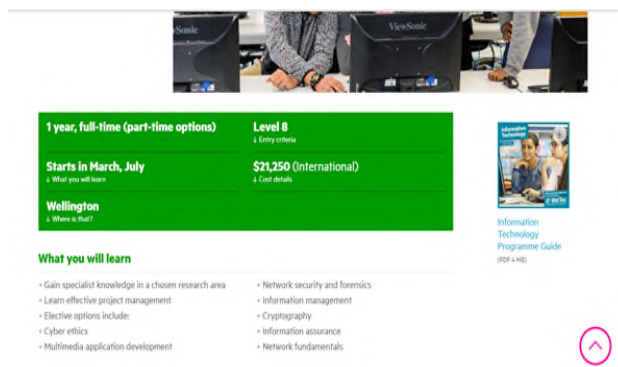 ViewSonic
ViewSonic
1 year, full-time (part-time options)
Level 8
↓ Entry criteria
Starts in March, July
↓ What you will learn
$21,250 (International)
↓ Cost details
Wellington
↓ Where is that?
Information
Technology
Information
Technology
Programme Guide
(PDF 4 MB)
What you will learn
• Gain specialist knowledge in a chosen research area
• Learn effective project management
• Elective options include:
• Cyber ethics
• Multimedia application development
• Network security and forensics
• Information management
• Cryptography
• Information assurance
• Network fundamentals